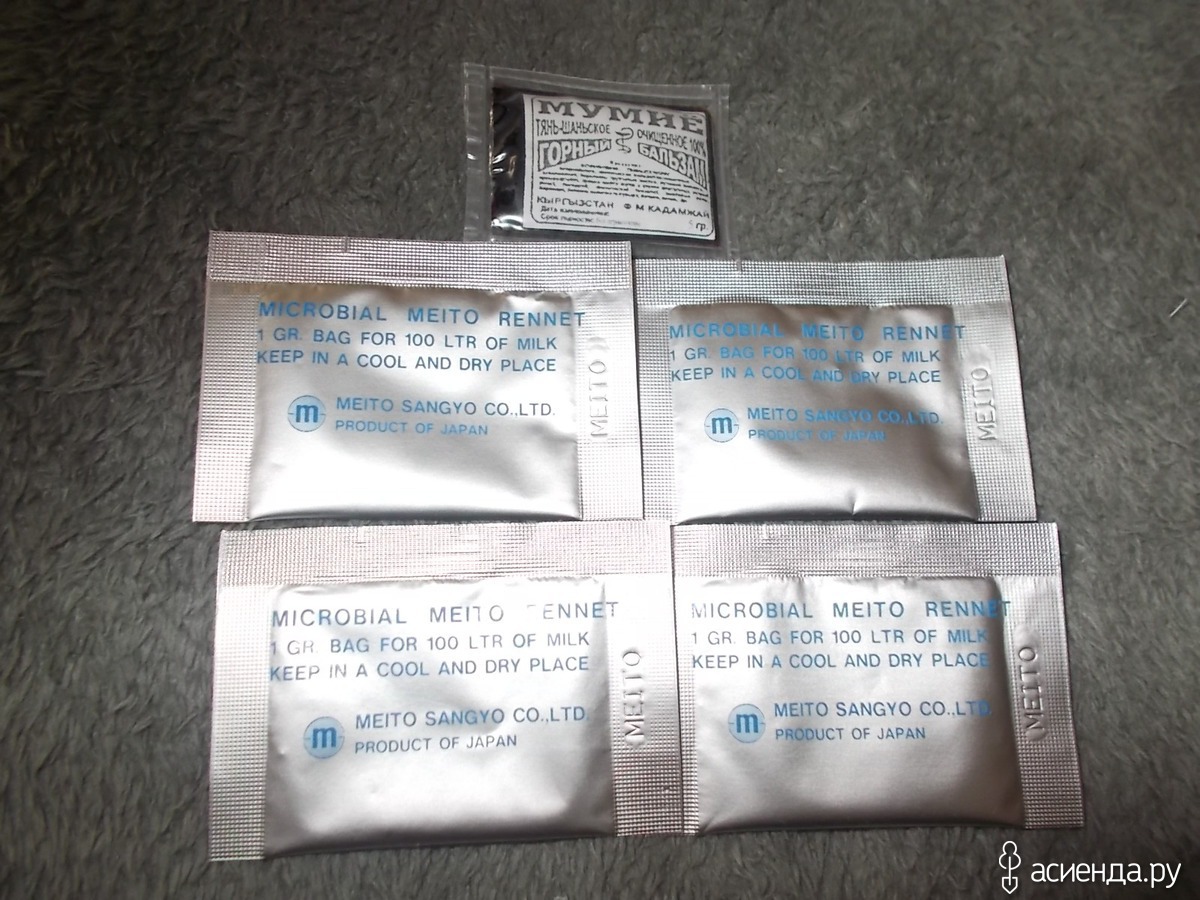 МУМИЁ
ТЯНЬ-ШАНЬСКОЕ ОЧИЩЕННОЕ 100%
ГОРНЫЙ БАЛЬЗАМ
КЫРГЫЗСТАН Ф М КАДАМЖАЙ
Срок годности:
5 гр.
MICROBIAL MEITO RENNET
1 GR. BAG FOR 100 LTR OF MILK
KEEP IN A COOL AND DRY PLACE
m MEITO SANGYO CO.,LTD.
PRODUCT OF JAPAN
MEITO
MICROBIAL MEITO RENNET
1 GR. BAG FOR 100 LTR OF MILK
KEEP IN A COOL AND DRY PLACE
m MEITO SANGYO CO.,LTD.
PRODUCT OF JAPAN
MEITO
MICROBIAL MEITO ENNET
1 GR. BAG FOR 100 LTR OF MILK
KEEP IN A COOL AND DRY PLACE
m MEITO SANGYO CO.,LTD.
PRODUCT OF JAPAN
MEITO
MICROBIAL MEITO RENNET
1 GR. BAG FOR 100 LTR OF MILK
KEEP IN A COOL AND DRY PLACE
m MEITO SANGYO CO.,LTD.
PRODUCT OF JAPAN
MEITO
асиенда.ру